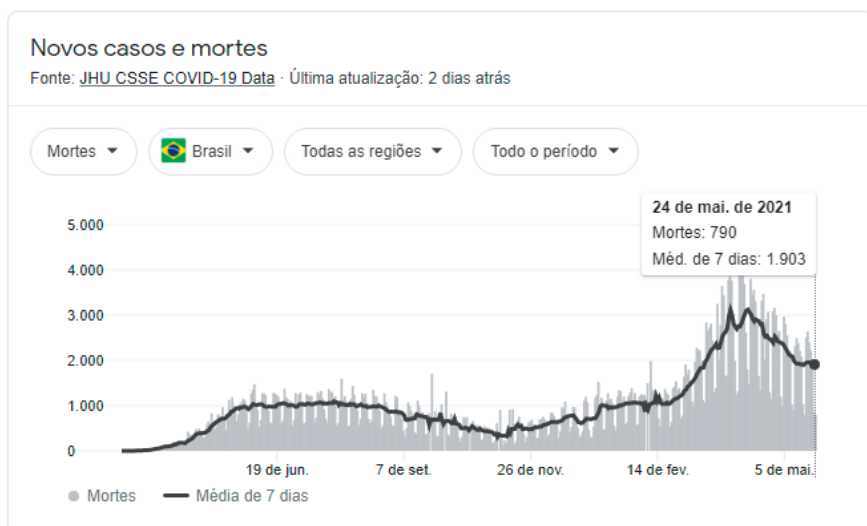 Novos casos e mortes
Fonte: JHU CSSE COVID-19 Data · Última atualização: 2 dias atrás
Mortes Brasil Todas as regiões Todo o período
24 de mai. de 2021
Mortes: 790
Méd. de 7 dias: 1.903
5.000
4.000
3.000
2.000
1.000
0
19 de jun. 7 de set. 26 de nov. 14 de fev. 5 de mai.
Mortes Média de 7 dias